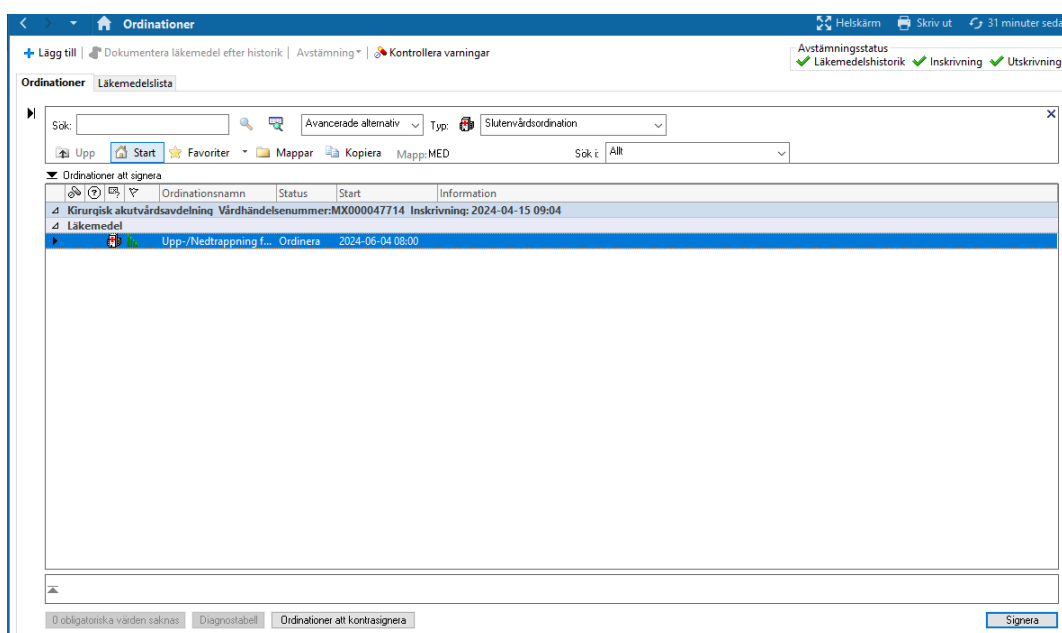 Ordinationer Helskärm Skriv ut 31 minuter seda
Lägg till Dokumentera läkemedel efter historik Avstämning Kontrollera varningar
Avstämningsstatus
Läkemedelshistorik Inskrivning Utskrivning
Ordinationer Läkemedelslista
Sök: Avancerade alternativ Typ: Slutenvårdsordination
Upp Start Favoriter Mappar Kopiera Mapp: MED Sök i: Allt
Ordinationer att signera
Ordinationsnamn Status Start Information
Kirurgisk akutvårdsavdelning Vårdhändelsenummer:MX000047714 Inskrivning: 2024-04-15 09:04
Läkemedel
Upp-/Nedtrappning f... Ordinera 2024-06-04 08:00
0 obligatoriska värden saknas Diagnostabell Ordinationer att kontrasignera Signera